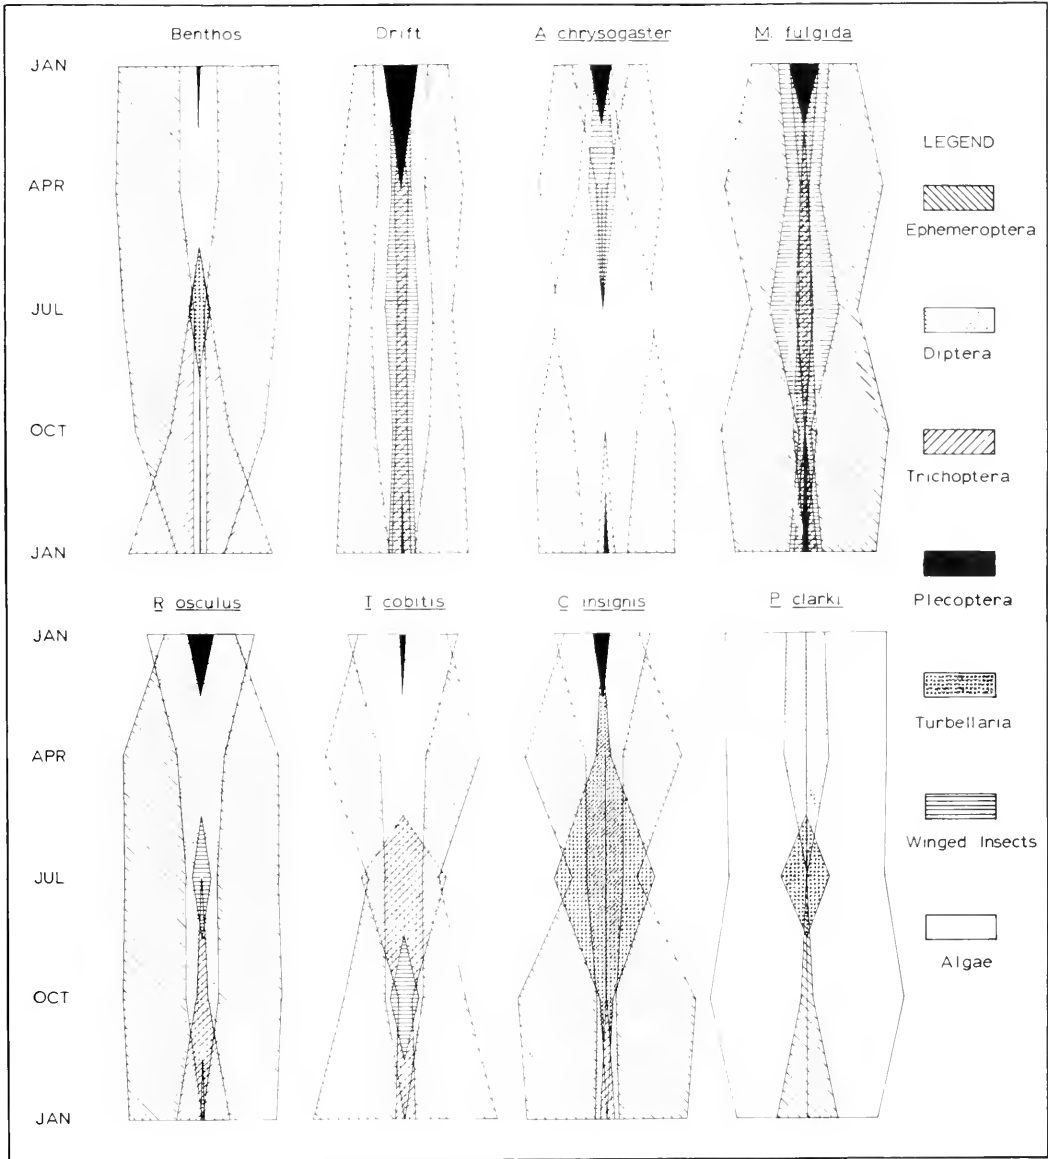 Benthos Drift A. chrysogaster M. fulgida
JAN
APR
JUL
OCT
JAN
LEGEND
Ephemeroptera
Diptera
Trichoptera
Plecoptera
Turbellaria
Winged Insects
Algae
R. osculus T. cobitis C. insignis P. clarki
JAN
APR
JUL
OCT
JAN